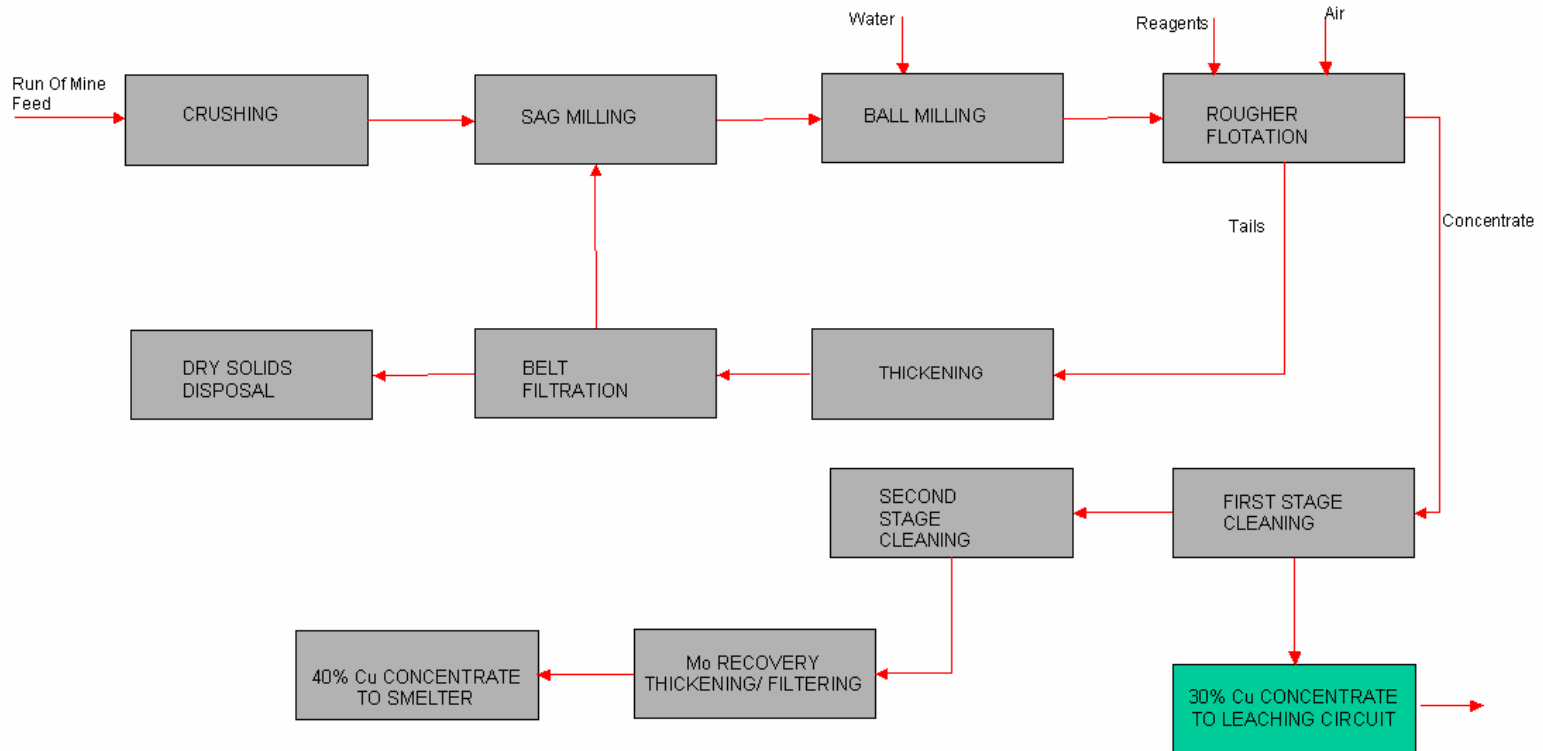 Water
Reagents
Air
Run Of Mine
Feed
CRUSHING
SAG MILLING
BALL MILLING
ROUGHER
FLOTATION
Tails
Concentrate
DRY SOLIDS
DISPOSAL
BELT
FILTRATION
THICKENING
SECOND
STAGE
CLEANING
FIRST STAGE
CLEANING
40% Cu CONCENTRATE
TO SMELTER
Mo RECOVERY
THICKENING/ FILTERING
30% Cu CONCENTRATE
TO LEACHING CIRCUIT